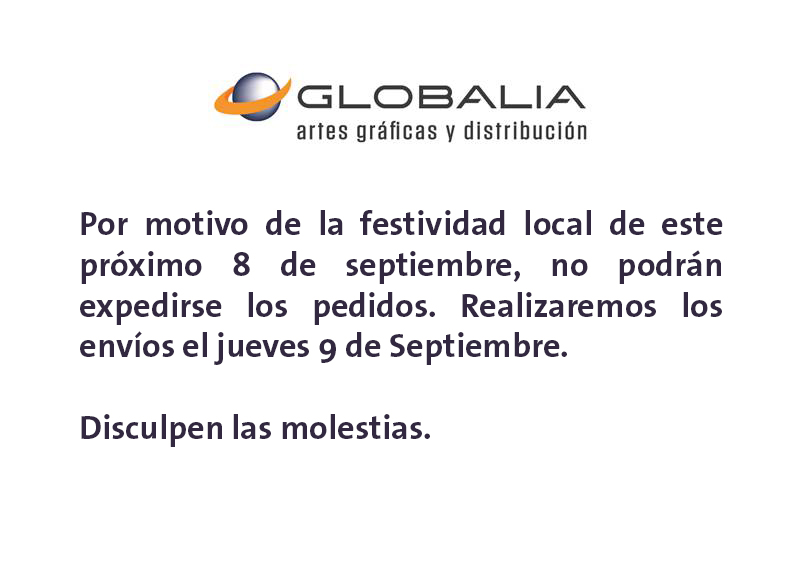 GLOBALIA
artes gráficas y distribución
Por motivo de la festividad local de este
próximo 8 de septiembre, no podrán
expedirse los pedidos. Realizaremos los
envíos el jueves 9 de Septiembre.
Disculpen las molestias.